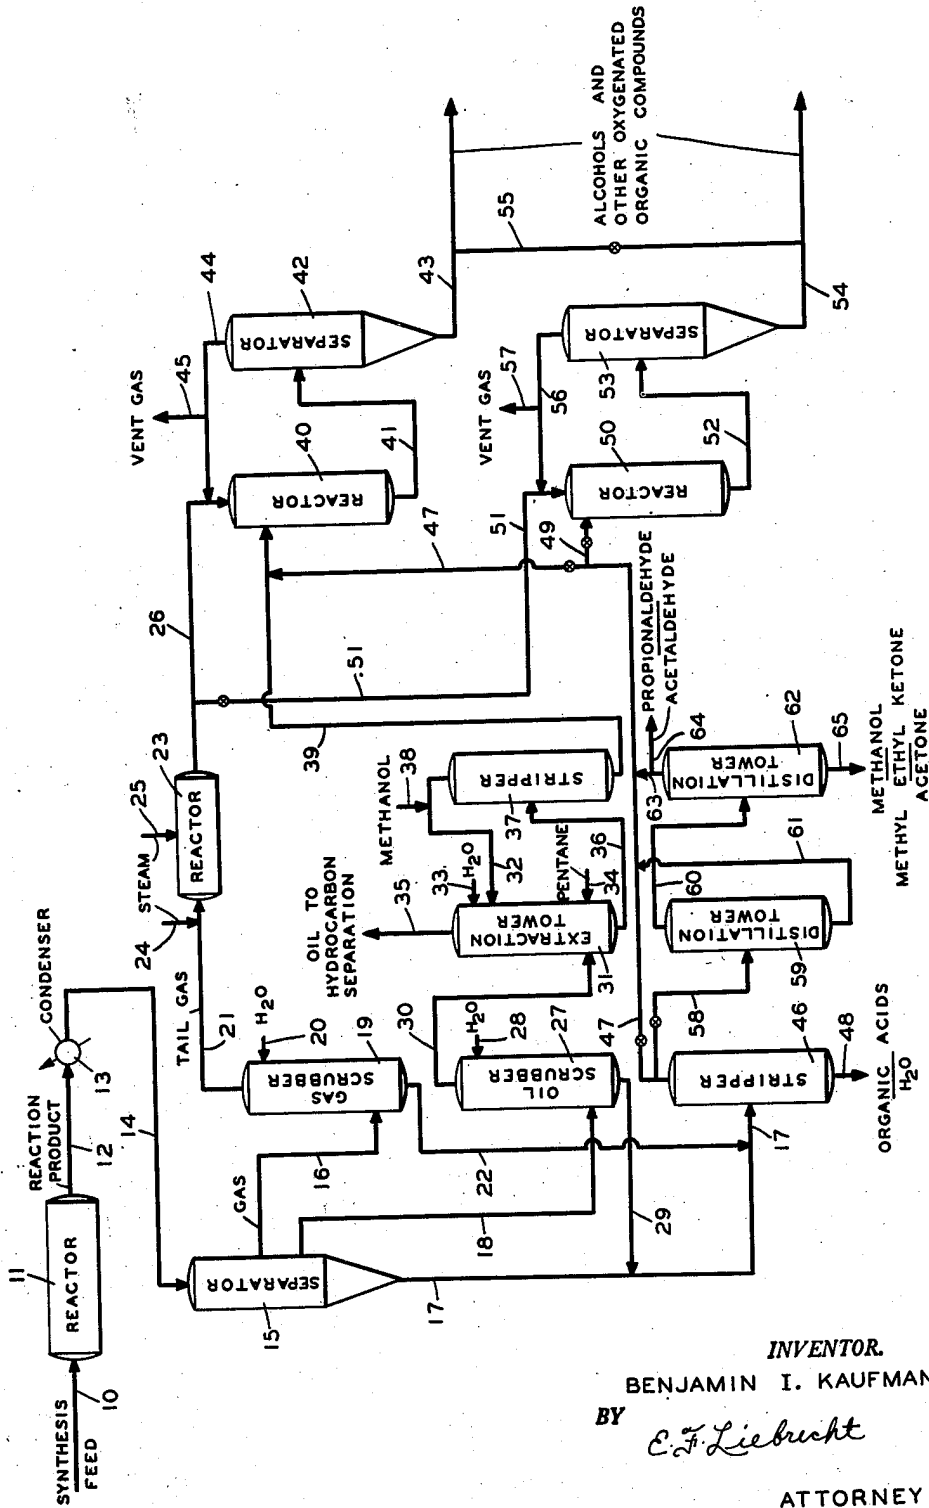 SYNTHESIS
FEED
10
11
REACTOR
REACTION
PRODUCT
12
CONDENSER
13
14
15
SEPARATOR
GAS
16
17
18
GAS
SCRUBBER
19
20
H2O
TAIL GAS
21
22
24
STEAM
25
23
REACTOR
26
OIL
SCRUBBER
27
28
H2O
29
30
OIL TO
HYDROCARBON
SEPARATION
35
EXTRACTION
TOWER
31
33
H2O
32
PENTANE
34
36
METHANOL
38
STRIPPER
37
39
17
STRIPPER
46
47
48
ORGANIC ACIDS
H2O
58
DISTILLATION
TOWER
59
60
61
DISTILLATION
TOWER
62
63
64
PROPIONALDEHYDE
ACETALDEHYDE
65
METHANOL
METHYL ETHYL KETONE
ACETONE
47
49
51
51
VENT GAS
45
44
REACTOR
40
41
SEPARATOR
42
43
VENT GAS
57
56
REACTOR
50
52
SEPARATOR
53
54
55
ALCOHOLS AND
OTHER OXYGENATED
ORGANIC COMPOUNDS
INVENTOR.
BENJAMIN I. KAUFMAN
BY
E.F. Liebrecht
ATTORNEY